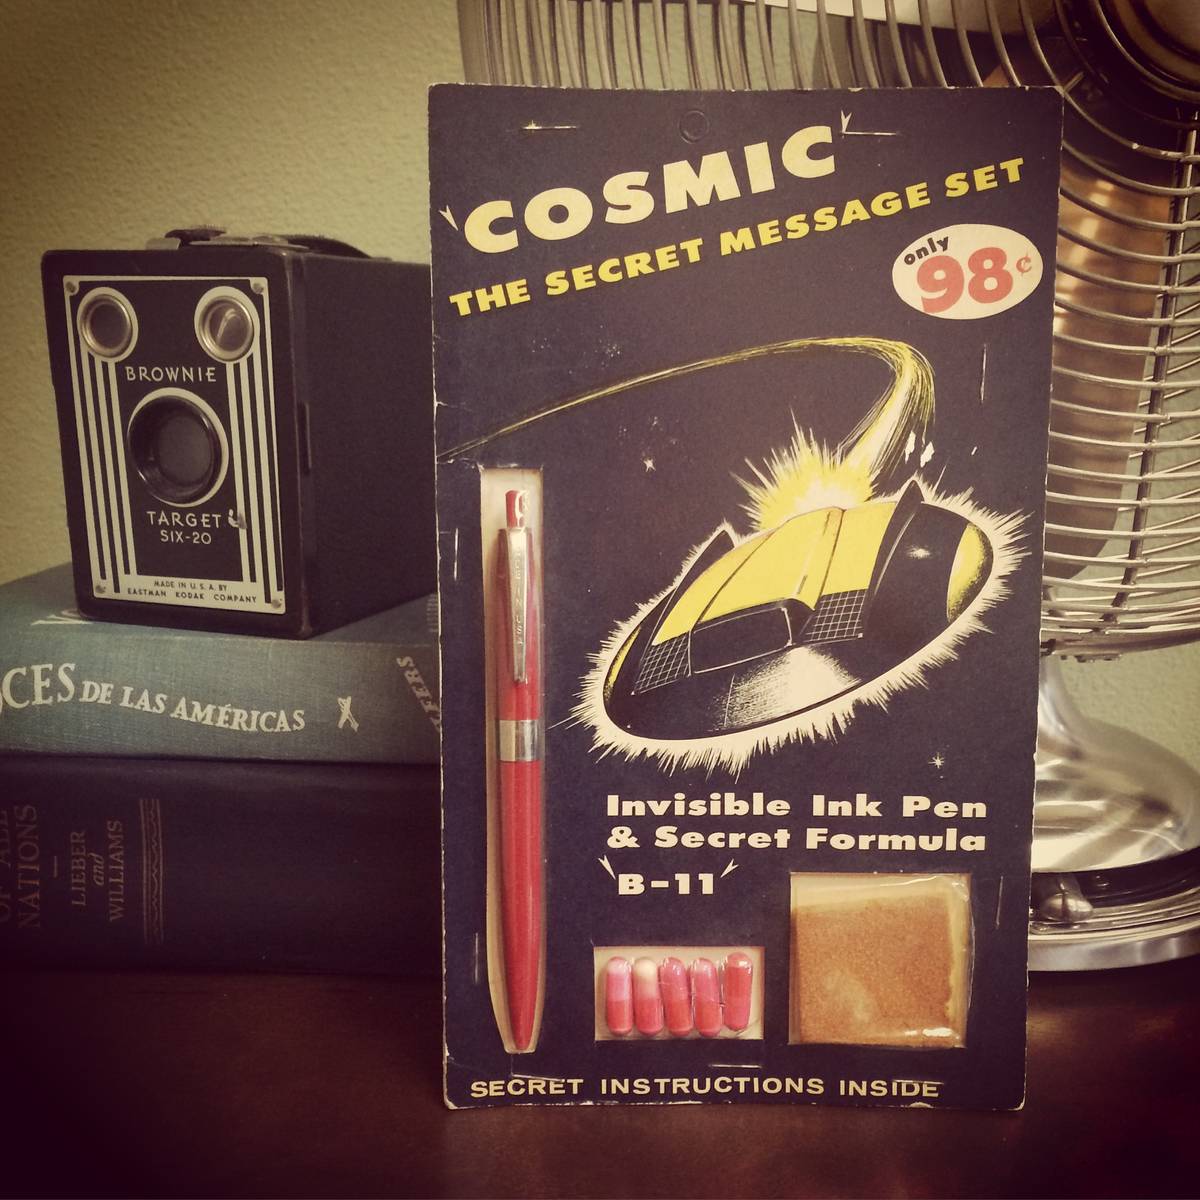 'COSMIC'
THE SECRET MESSAGE SET
only
98¢
Invisible Ink Pen
& Secret Formula
'B-11'
SECRET INSTRUCTIONS INSIDE
BROWNIE
TARGET
SIX-20
MADE IN U.S.A. BY
EASTMAN KODAK COMPANY
DE LAS AMÉRICAS
NATIONS
LIEBER
and
WILLIAMS